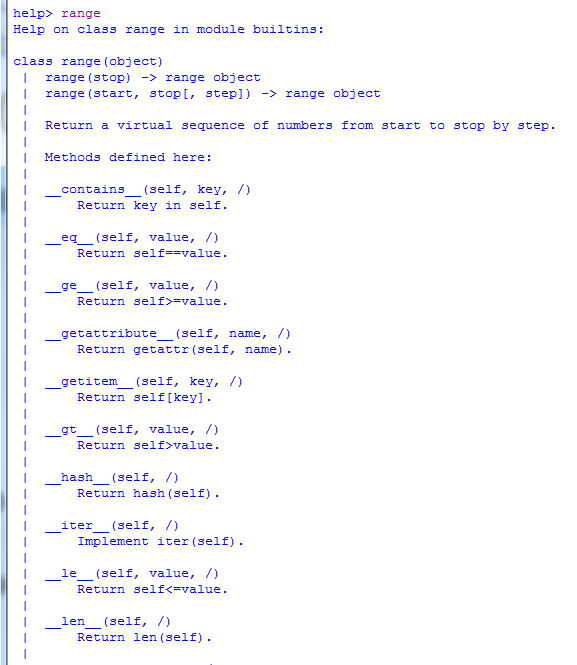 help> range
Help on class range in module builtins:

class range(object)
 |  range(stop) -> range object
 |  range(start, stop[, step]) -> range object
 |
 |  Return a virtual sequence of numbers from start to stop by step.
 |
 |  Methods defined here:
 |
 |  __contains__(self, key, /)
 |      Return key in self.
 |
 |  __eq__(self, value, /)
 |      Return self==value.
 |
 |  __ge__(self, value, /)
 |      Return self>=value.
 |
 |  __getattribute__(self, name, /)
 |      Return getattr(self, name).
 |
 |  __getitem__(self, key, /)
 |      Return self[key].
 |
 |  __gt__(self, value, /)
 |      Return self>value.
 |
 |  __hash__(self, /)
 |      Return hash(self).
 |
 |  __iter__(self, /)
 |      Implement iter(self).
 |
 |  __le__(self, value, /)
 |      Return self<=value.
 |
 |  __len__(self, /)
 |      Return len(self).
 |